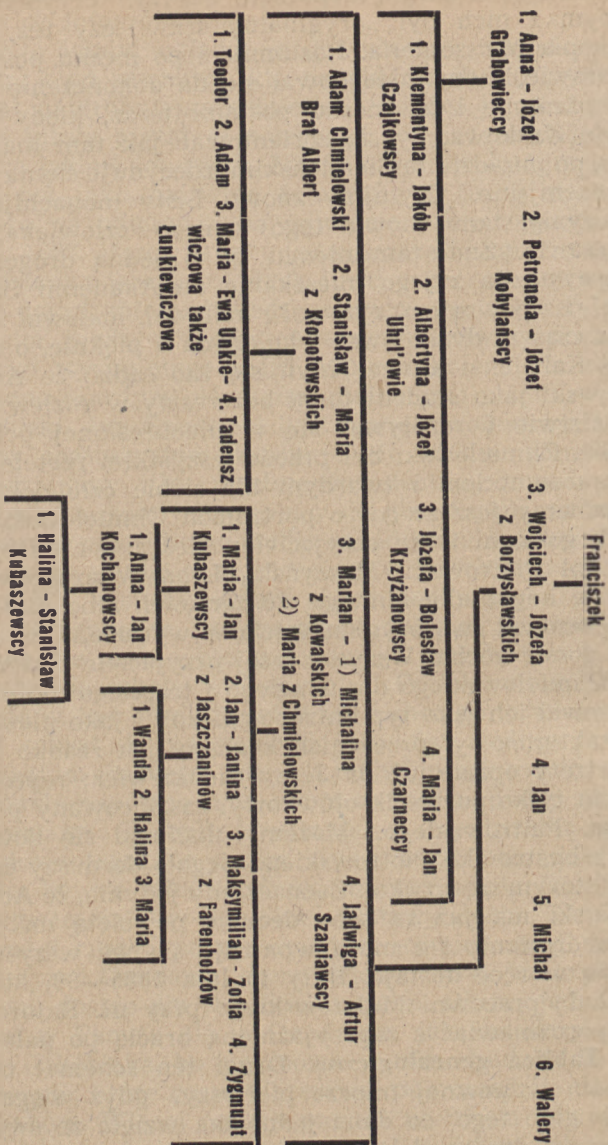 Franciszek
1. Anna - Józef
Grabowieccy
2. Petronela - Józef
Kobylańscy
3. Wojciech - Józefa
z Borzysławskich
4. Jan
5. Michał
6. Walery
1. Klementyna - Jakób
Czajkowscy
2. Albertyna - Józef
Uhrl'owie
3. Józefa - Bolesław
Krzyżanowscy
4. Maria - Jan
Czarneccy
1. Adam Chmielowski
Brat Albert
2. Stanisław - Maria
z Kłopotowskich
3. Marian - 1) Michalina
z Kowalskich
2) Maria z Chmielowskich
4. Jadwiga - Artur
Szaniawscy
1. Teodor 2. Adam 3. Maria - Ewa Unkie- 4. Tadeusz
wiczowa także
Łunkiewiczowa
1. Maria - Jan
Kubaszewscy
2. Jan - Janina
z Jaszczaninów
3. Maksymilian - Zofia
z Farenholzów
4. Zygmunt
1. Anna - Jan
Kochanowscy
1. Wanda 2. Halina 3. Maria
1. Halina - Stanisław
Kubaszewscy